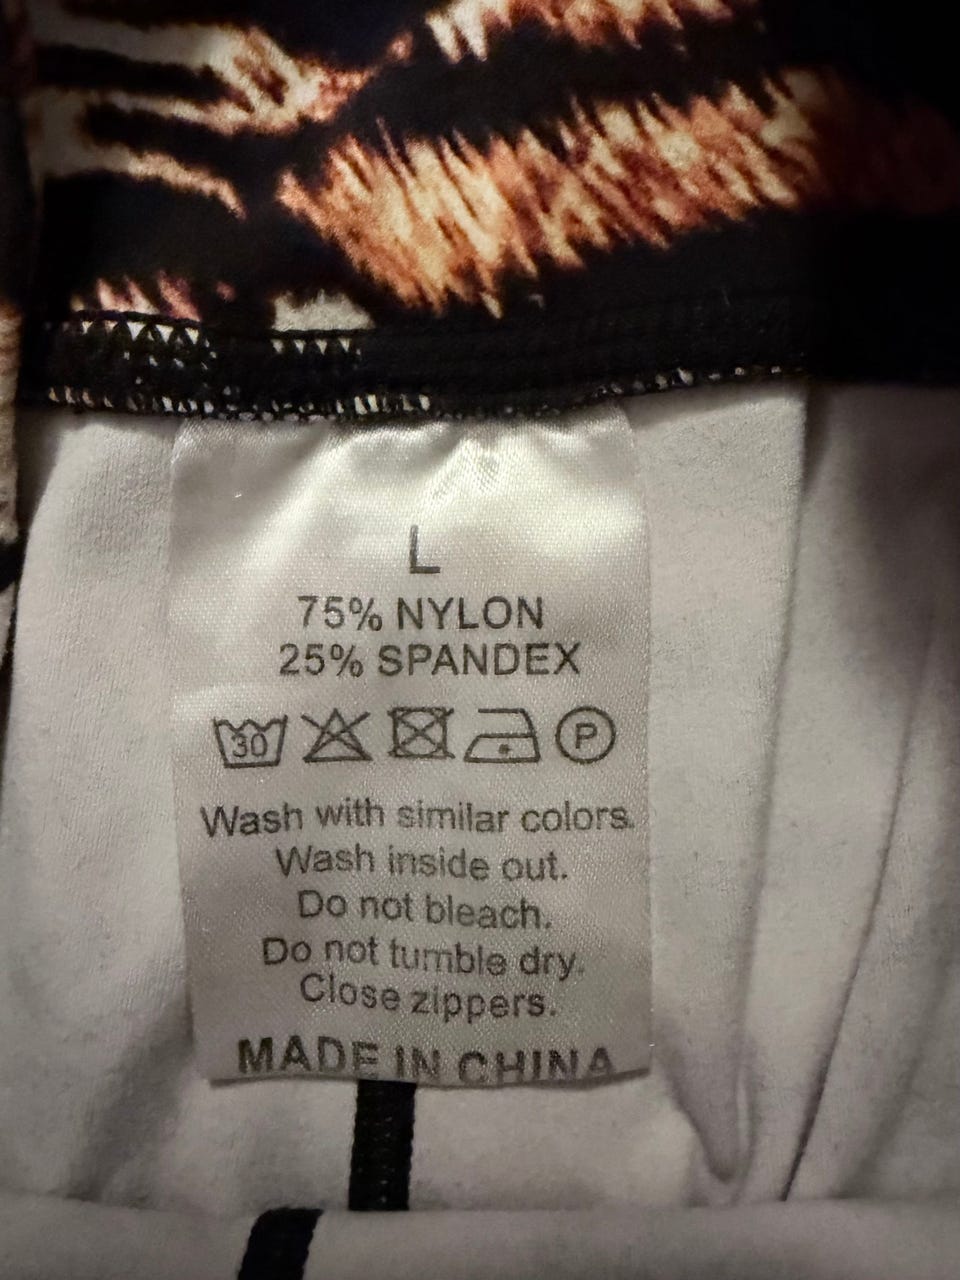 L
75% NYLON
25% SPANDEX
30 P
Wash with similar colors.
Wash inside out.
Do not bleach.
Do not tumble dry.
Close zippers.
MADE IN CHINA